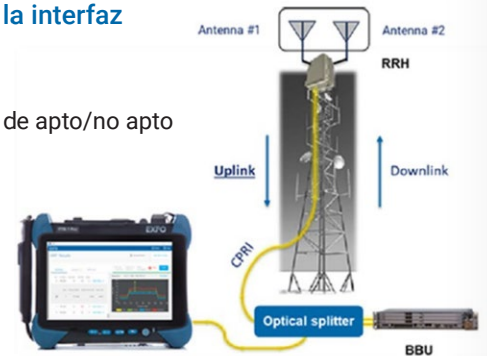 la interfaz
Antenna #1
Antenna #2
RRH
de apto/no apto
Uplink
Downlink
CPRI
EXFO
Optical splitter
BBU